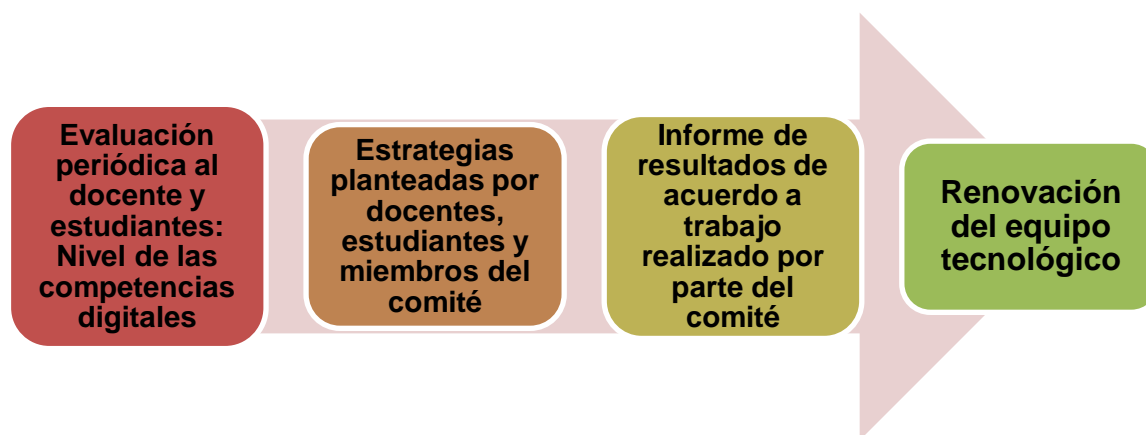 Evaluación
periódica al
docente y
estudiantes:
Nivel de las
competencias
digitales
Estrategias
planteadas por
docentes,
estudiantes y
miembros del
comité
Informe de
resultados de
acuerdo a
trabajo
realizado por
parte del
comité
Renovación
del equipo
tecnológico